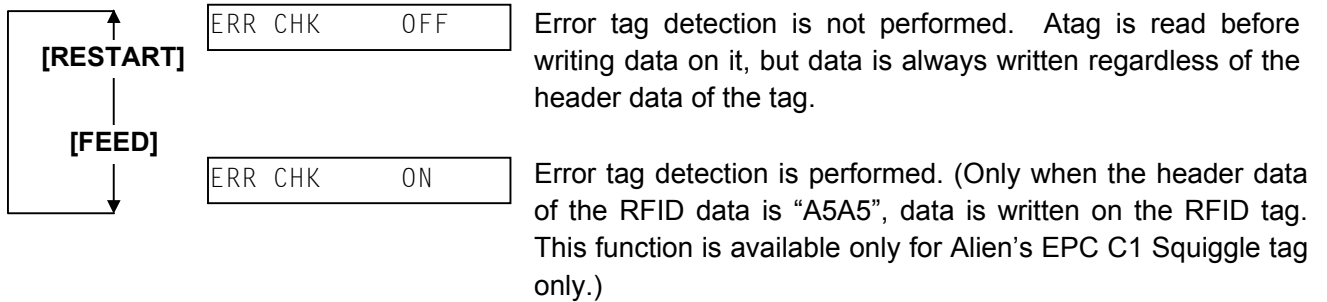 ERR CHK OFF
Error tag detection is not performed. Atag is read before
writing data on it, but data is always written regardless of the
header data of the tag.
[RESTART]
[FEED]
ERR CHK ON
Error tag detection is performed. (Only when the header data
of the RFID data is “A5A5”, data is written on the RFID tag.
This function is available only for Alien’s EPC C1 Squiggle tag
only.)